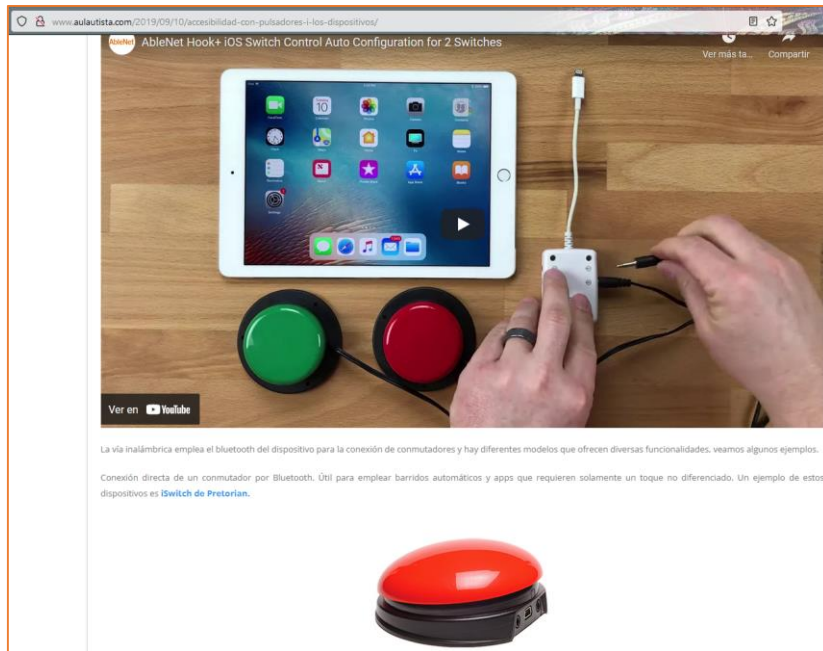 www.aulautista.com/2019/09/10/accesibilidad-con-pulsadores-i-los-dispositivos/
AbleNet
AbleNet Hook+ iOS Switch Control Auto Configuration for 2 Switches
Ver más ta...
Compartir
Ver en YouTube
La vía inalámbrica emplea el bluetooth del dispositivo para la conexión de conmutadores y hay diferentes modelos que ofrecen diversas funcionalidades, veamos algunos ejemplos.
Conexión directa de un conmutador por Bluetooth. Útil para emplear barridos automáticos y apps que requieren solamente un toque no diferenciado. Un ejemplo de estos
dispositivos es iSwitch de Pretorian.